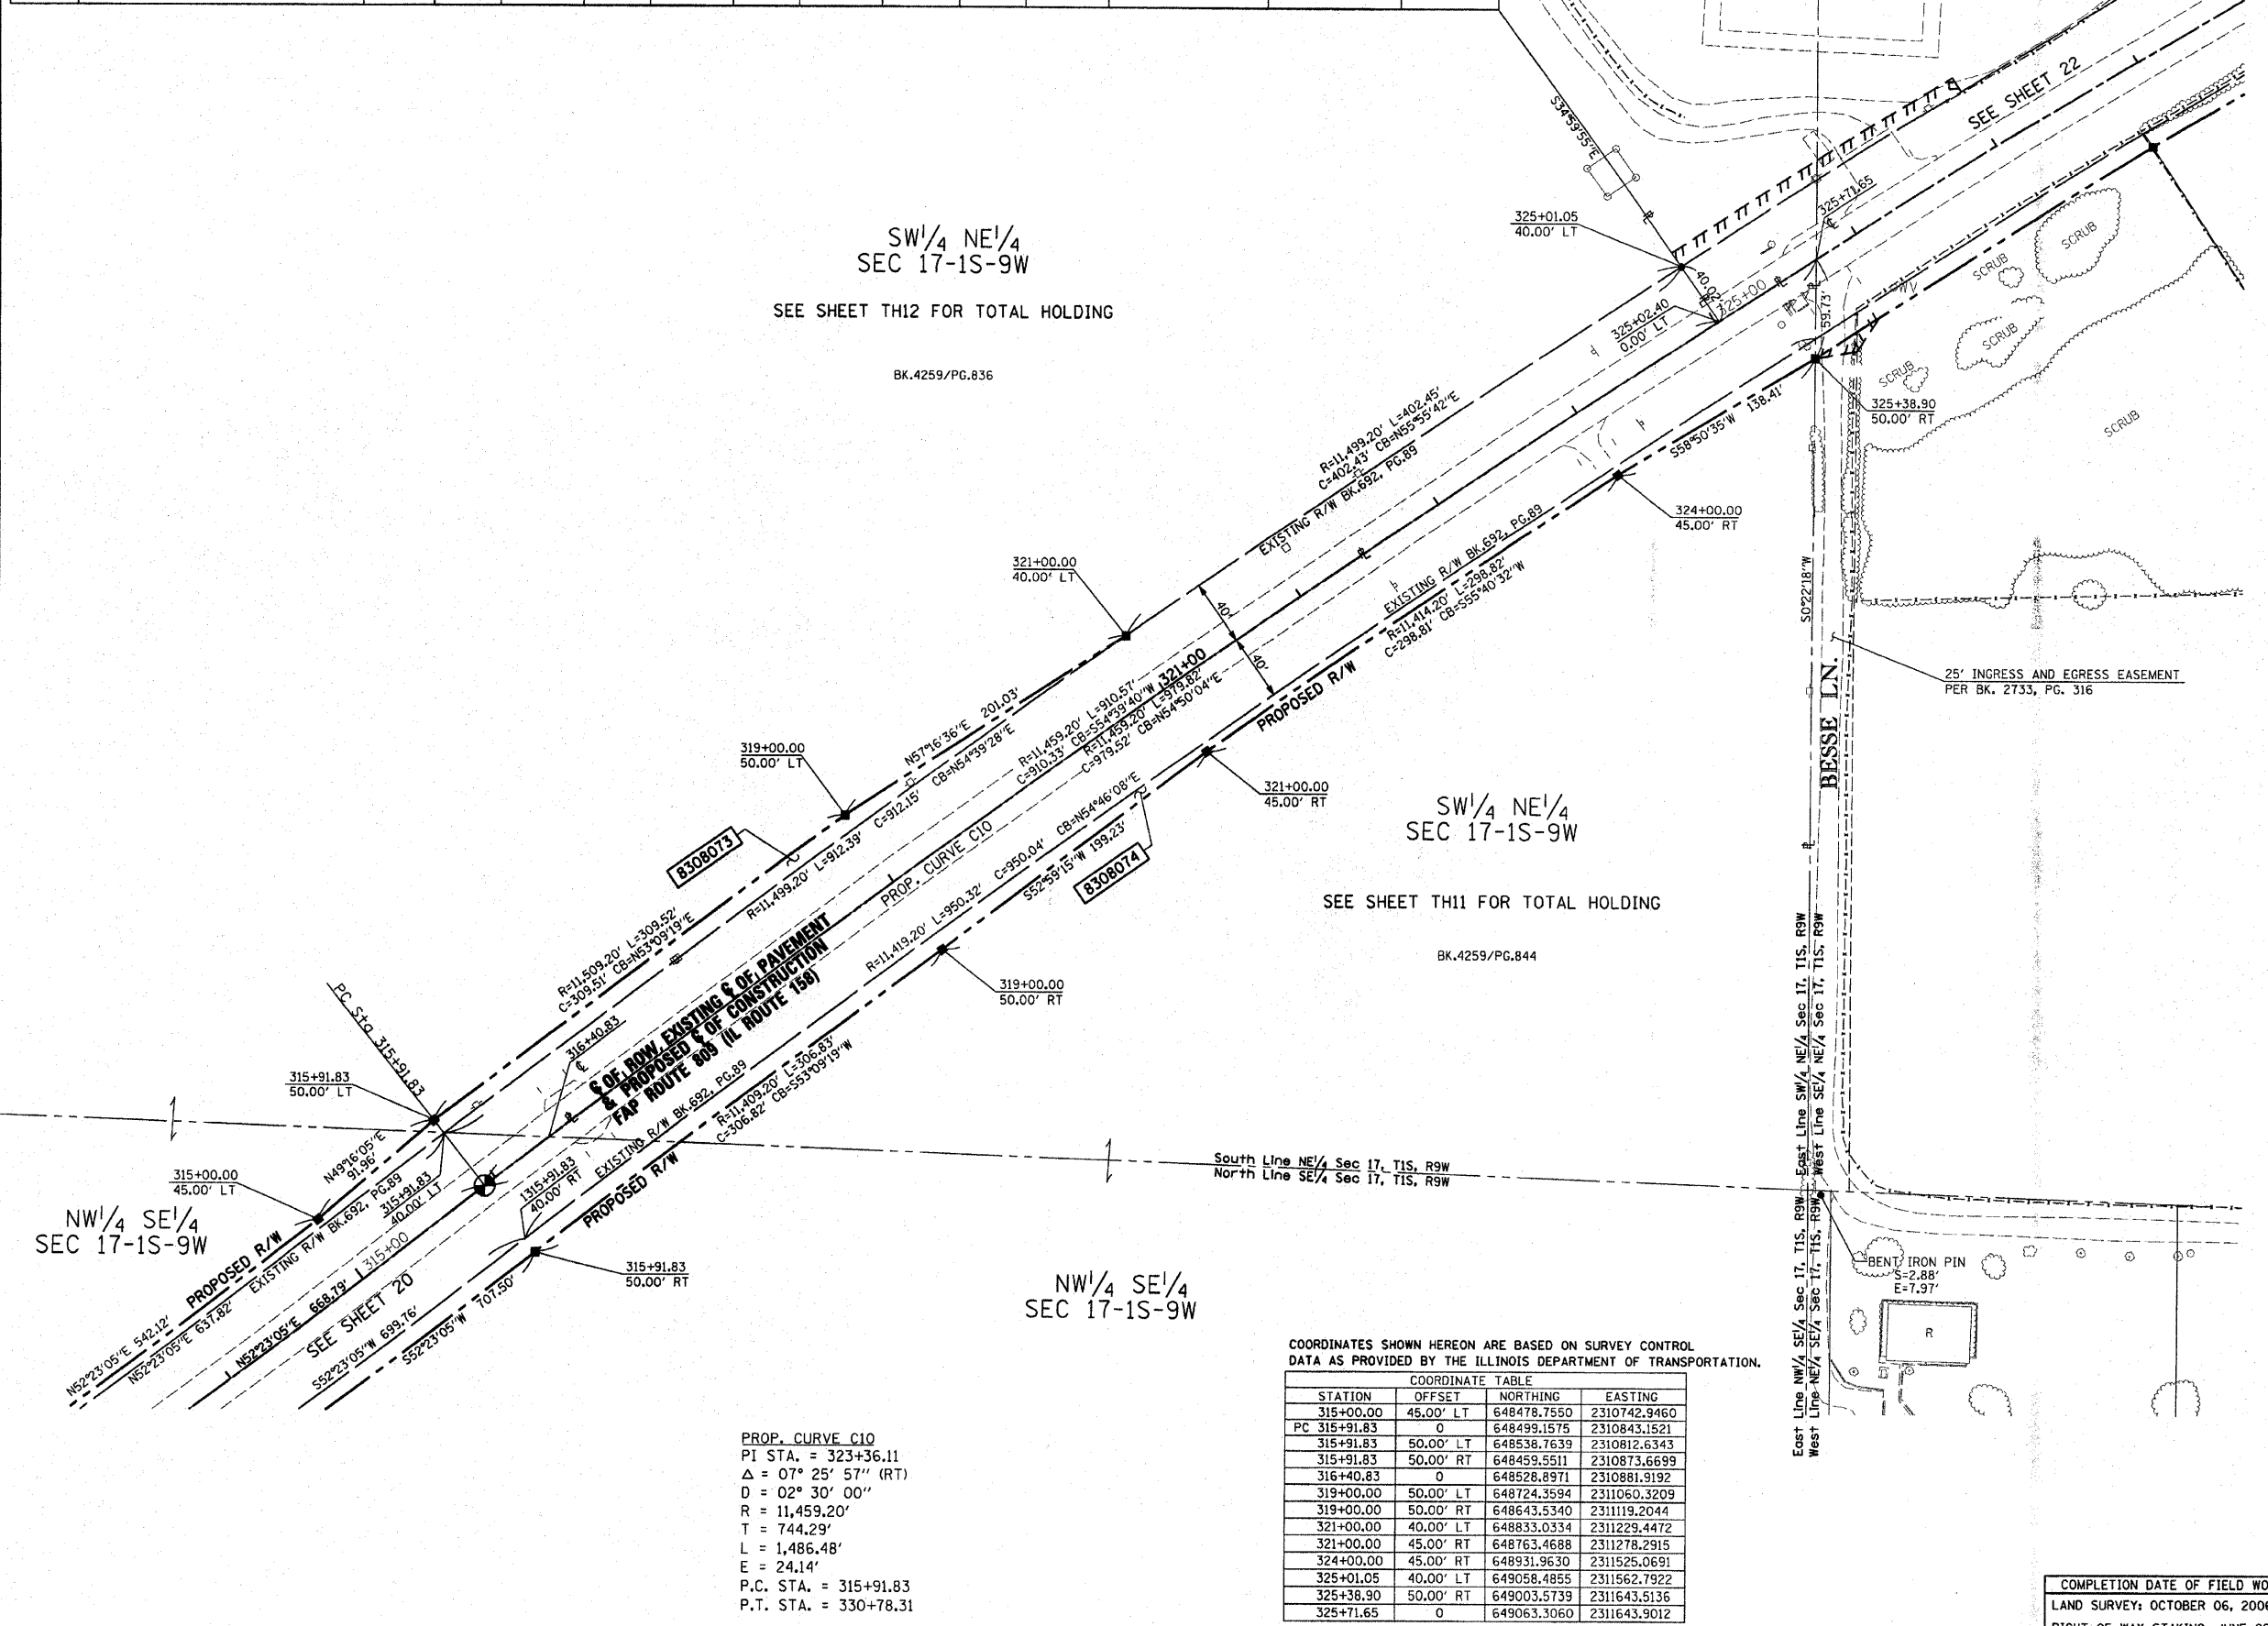 SEE SHEET 22
S34°59'55"E
325+71.65
SCRUB
SCRUB
SCRUB
SCRUB
SCRUB
325+01.05
40.00' LT
40.02'
325+00
325+02.40
0.00' LT
59.73'
325+38.90
50.00' RT
SW1/4 NE1/4
SEC 17-1S-9W
SEE SHEET TH12 FOR TOTAL HOLDING
BK.4259/PG.836
R=11,499.20' L=402.45'
C=402.43' CB=N55°55'42"E
EXISTING R/W BK.692, PG.89
S58°50'35"W 138.41'
324+00.00
45.00' RT
321+00.00
40.00' LT
EXISTING R/W BK.692, PG.89
R=11,414.20' L=298.82'
C=298.81' CB=S55°40'32"W
40'
40'
S0°22'18"W
BESSE LN.
25' INGRESS AND EGRESS EASEMENT
PER BK. 2733, PG. 316
321+00
R=11,459.20' L=910.57'
C=910.33' CB=S54°39'40"W
R=11,459.20' L=979.82'
C=979.52' CB=N54°50'04"E
PROPOSED R/W
N57°16'36"E 201.03'
319+00.00
50.00' LT
321+00.00
45.00' RT
SW1/4 NE1/4
SEC 17-1S-9W
SEE SHEET TH11 FOR TOTAL HOLDING
BK.4259/PG.844
8308073
R=11,499.20' L=912.39' C=912.15' CB=N54°39'28"E
PROP. CURVE C10
R=11,419.20' L=950.32' C=950.04' CB=N54°46'08"E
S52°59'15"W 199.23'
8308074
R=11,509.20' L=309.52'
C=309.51' CB=N53°09'19"E
℄ OF ROW, EXISTING ℄ OF PAVEMENT
& PROPOSED ℄ OF CONSTRUCTION
FAP ROUTE 809 (IL ROUTE 158)
319+00.00
50.00' RT
PC Sta 315+91.83
316+40.83
315+91.83
50.00' LT
EXISTING R/W BK.692, PG.89
R=11,409.20' L=306.83'
C=306.82' CB=S53°09'19"W
East Line SW1/4 NE1/4 Sec 17, T1S, R9W
West Line SE1/4 NE1/4 Sec 17, T1S, R9W
N49°16'05"E
91.96'
315+00.00
45.00' LT
315+91.83
40.00' LT
1315+91.83
40.00' RT
PROPOSED R/W
South Line NE1/4 Sec 17, T1S, R9W
North Line SE1/4 Sec 17, T1S, R9W
NW1/4 SE1/4
SEC 17-1S-9W
PROPOSED R/W
EXISTING R/W BK.692, PG.89
315+00
315+91.83
50.00' RT
N52°23'05"E 542.12'
N52°23'05"E 637.82'
N52°23'05"E 668.79'
SEE SHEET 20
S52°23'05"W 699.76'
S52°23'05"W 707.50'
NW1/4 SE1/4
SEC 17-1S-9W
East Line NW1/4 SE1/4 Sec 17, T1S, R9W
West Line NE1/4 SE1/4 Sec 17, T1S, R9W
BENT IRON PIN
S=2.88'
E=7.97'
R
COORDINATES SHOWN HEREON ARE BASED ON SURVEY CONTROL
DATA AS PROVIDED BY THE ILLINOIS DEPARTMENT OF TRANSPORTATION.
COORDINATE TABLE
STATION OFFSET NORTHING EASTING
315+00.00 45.00' LT 648478.7550 2310742.9460
PC 315+91.83 0 648499.1575 2310843.1521
315+91.83 50.00' LT 648538.7639 2310812.6343
315+91.83 50.00' RT 648459.5511 2310873.6699
316+40.83 0 648528.8971 2310881.9192
319+00.00 50.00' LT 648724.3594 2311060.3209
319+00.00 50.00' RT 648643.5340 2311119.2044
321+00.00 40.00' LT 648833.0334 2311229.4472
321+00.00 45.00' RT 648763.4688 2311278.2915
324+00.00 45.00' RT 648931.9630 2311525.0691
325+01.05 40.00' LT 649058.4855 2311562.7922
325+38.90 50.00' RT 649003.5739 2311643.5136
325+71.65 0 649063.3060 2311643.9012
PROP. CURVE C10
PI STA. = 323+36.11
Δ = 07° 25' 57" (RT)
D = 02° 30' 00"
R = 11,459.20'
T = 744.29'
L = 1,486.48'
E = 24.14'
P.C. STA. = 315+91.83
P.T. STA. = 330+78.31
COMPLETION DATE OF FIELD WO
LAND SURVEY: OCTOBER 06, 2006